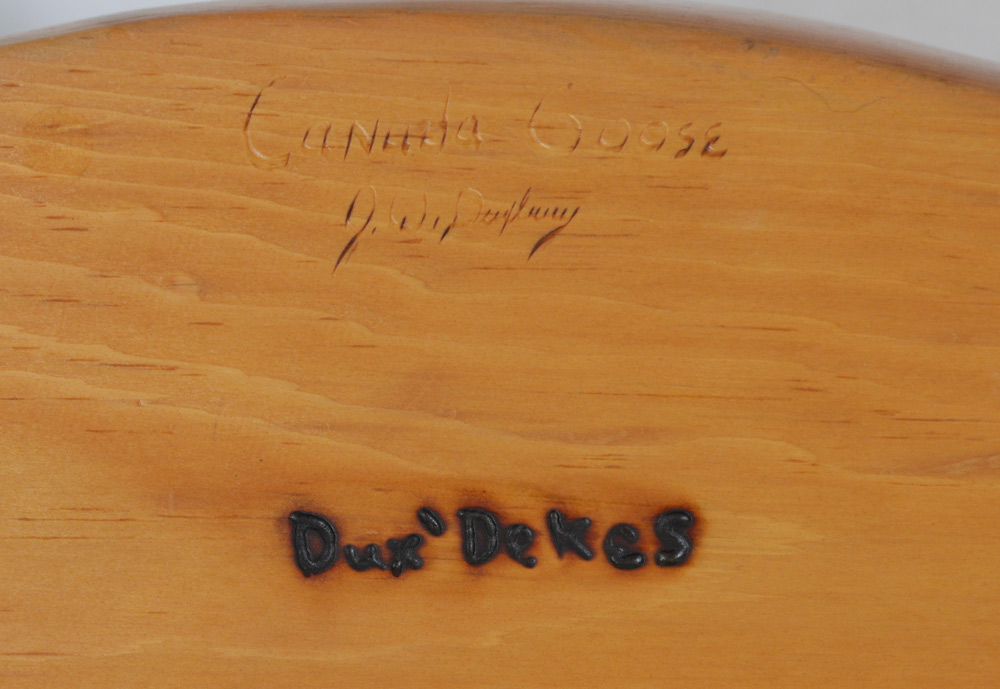 Canada Goose
J. W.
Dux' Dekes